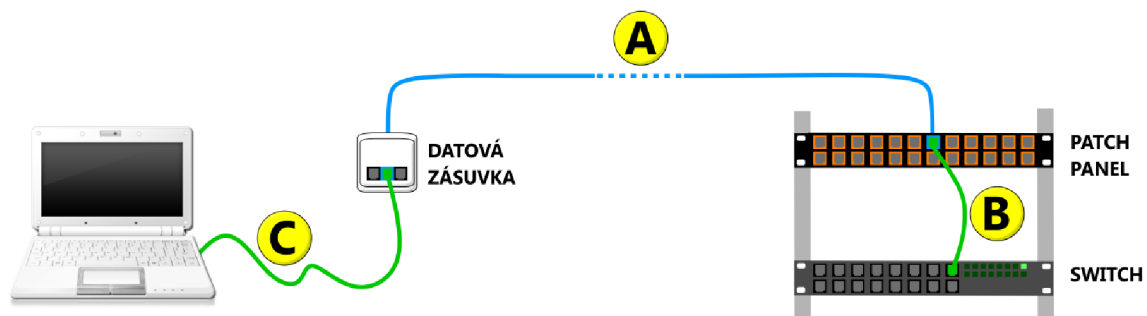 A
DATOVÁ
ZÁSUVKA
PATCH
PANEL
B
C
SWITCH